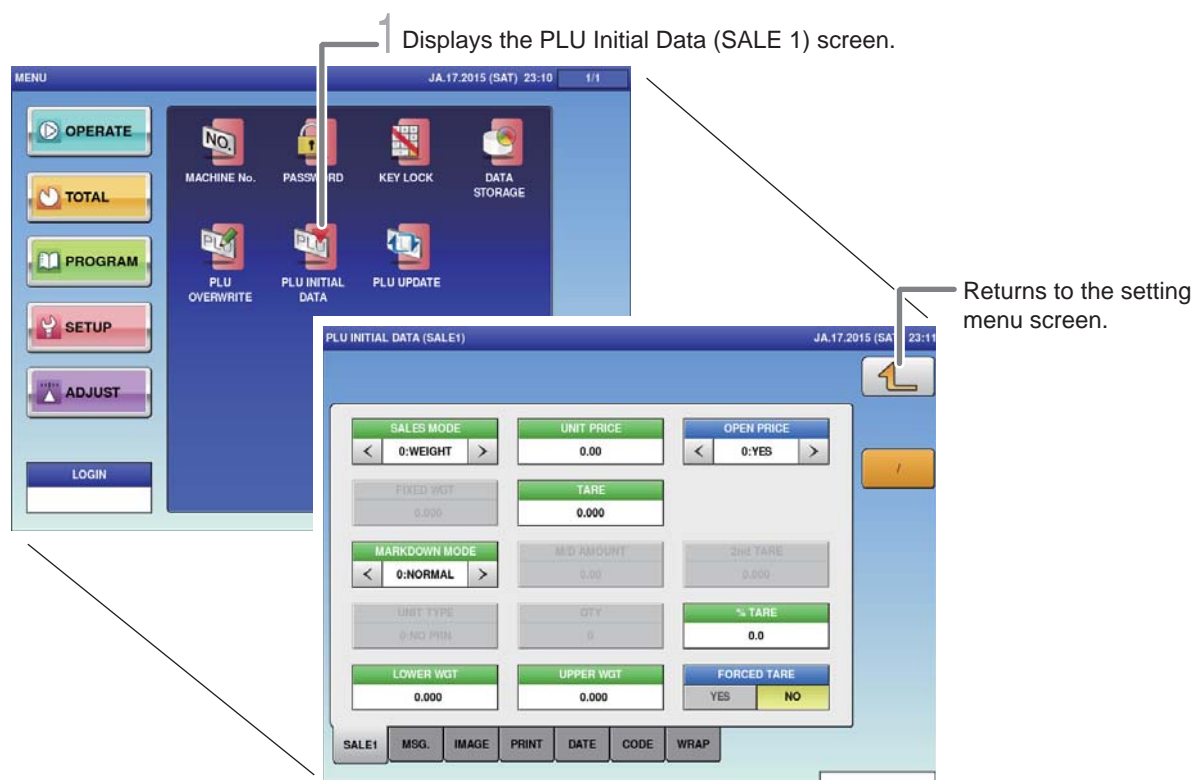 1 Displays the PLU Initial Data (SALE 1) screen.
MENU JA.17.2015 (SAT) 23:10 1/1
OPERATE
TOTAL
PROGRAM
SETUP
ADJUST
LOGIN
NO.
MACHINE No. PASSWORD KEY LOCK DATA
STORAGE
PLU PLU
PLU PLU INITIAL PLU UPDATE
OVERWRITE DATA
Returns to the setting
menu screen.
PLU INITIAL DATA (SALE1) JA.17.2015 (SAT) 23:11
SALES MODE UNIT PRICE OPEN PRICE
< 0:WEIGHT > 0.00 < 0:YES >
/
FIXED WGT TARE
0.000 0.000
MARKDOWN MODE M/D AMOUNT 2nd TARE
< 0:NORMAL > 0.00 0.000
UNIT TYPE QTY % TARE
0:NO PRN 0 0.0
LOWER WGT UPPER WGT FORCED TARE
0.000 0.000 YES NO
SALE1 MSG. IMAGE PRINT DATE CODE WRAP